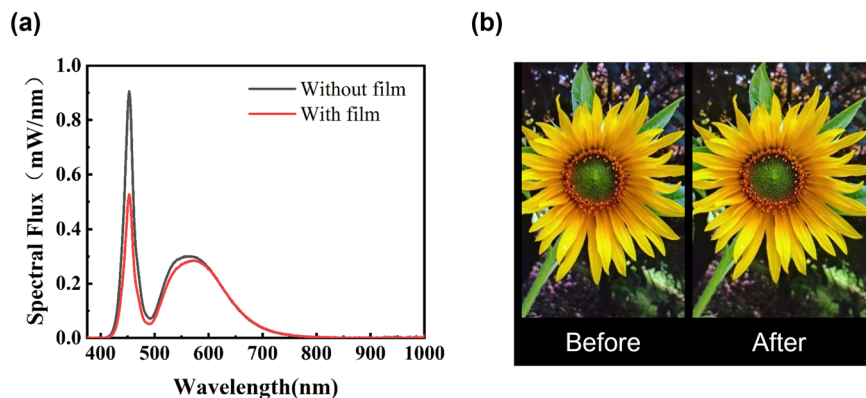 (a)
(b)
1.0
0.8
0.6
0.4
0.2
0.0
Spectral Flux（mW/nm）
Without film
With film
400 500 600 700 800 900 1000
Wavelength(nm)
Before
After